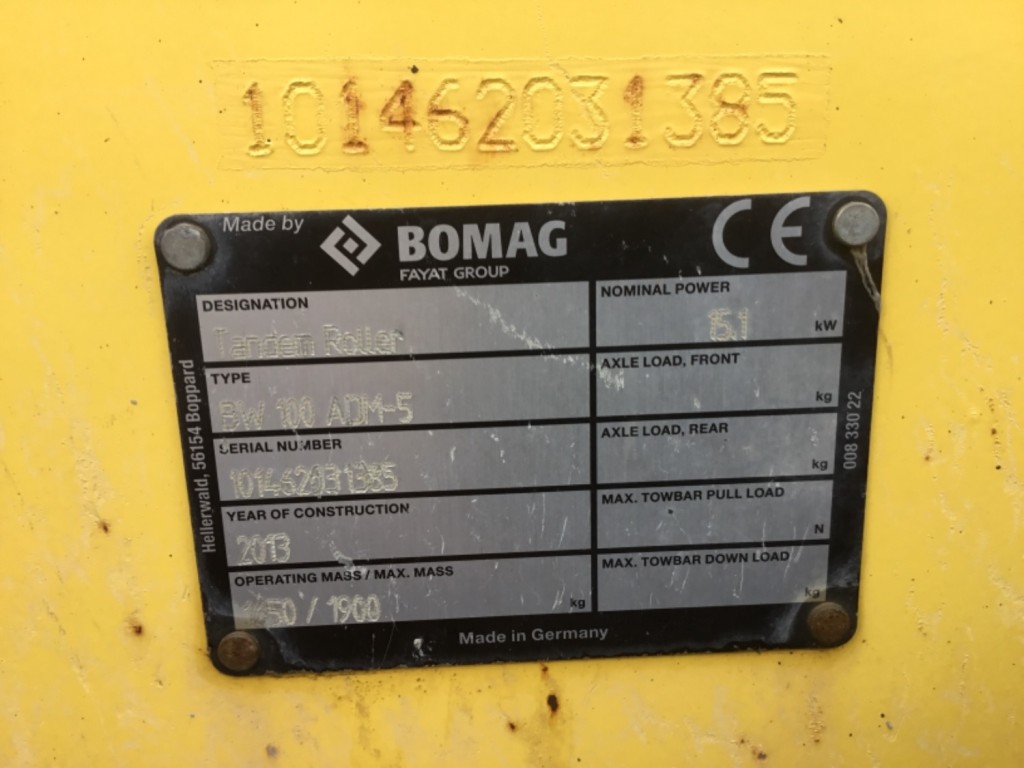 101462031385
Made by BOMAG
FAYAT GROUP
CE
DESIGNATION
Tandem Roller
TYPE
BW 100 ADM-5
SERIAL NUMBER
101462031385
YEAR OF CONSTRUCTION
2013
OPERATING MASS / MAX. MASS
/ 1900 kg
NOMINAL POWER
15.1 kW
AXLE LOAD, FRONT
kg
AXLE LOAD, REAR
kg
MAX. TOWBAR PULL LOAD
N
MAX. TOWBAR DOWN LOAD
kg
Made in Germany
Hellerwald, 56154 Boppard
008 330 22